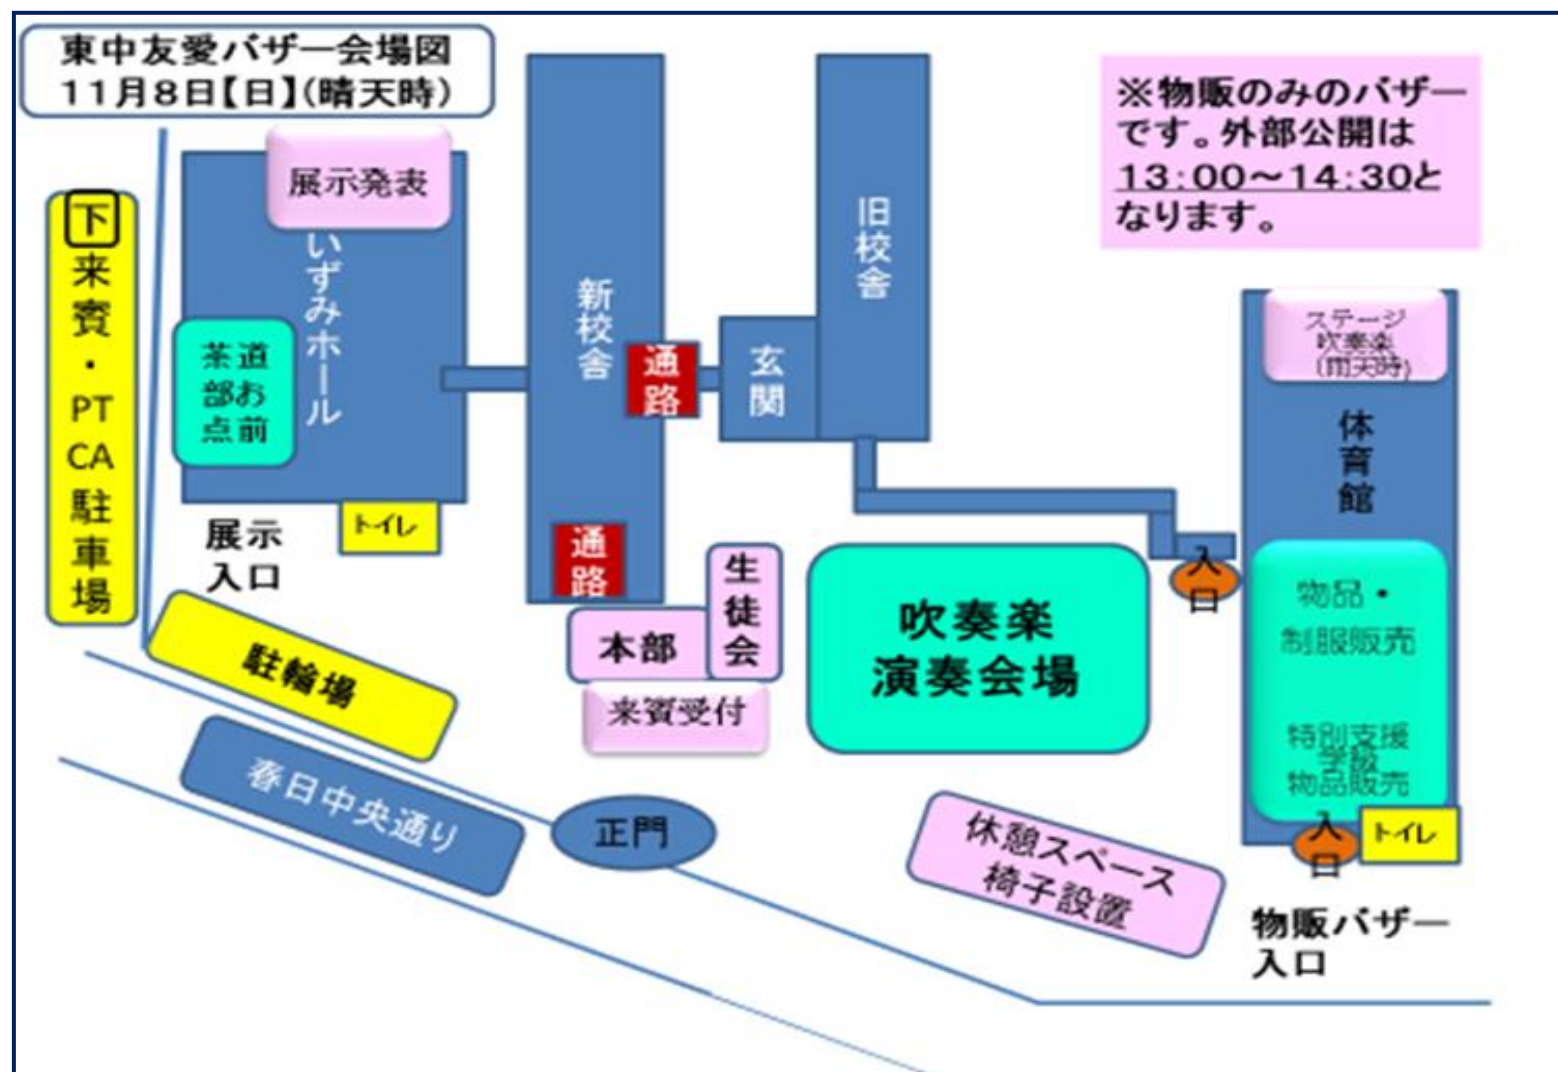 東中友愛バザー会場図
11月8日【日】(晴天時)
※物販のみのバザー
です。外部公開は
13:00～14:30と
なります。
下
来
賓
・
PT
CA
駐
車
場
展示発表
いずみホール
茶道
部お
点前
トイレ
展示
入口
新校舎
通路
通路
玄関
旧校舎
ステージ
吹奏楽
(雨天時)
体育館
入口
物品・
制服販売
特別支援
学級
物品販売
入口
トイレ
物販バザー
入口
本部
生徒会
来賓受付
吹奏楽
演奏会場
駐輪場
春日中央通り
正門
休憩スペース
椅子設置